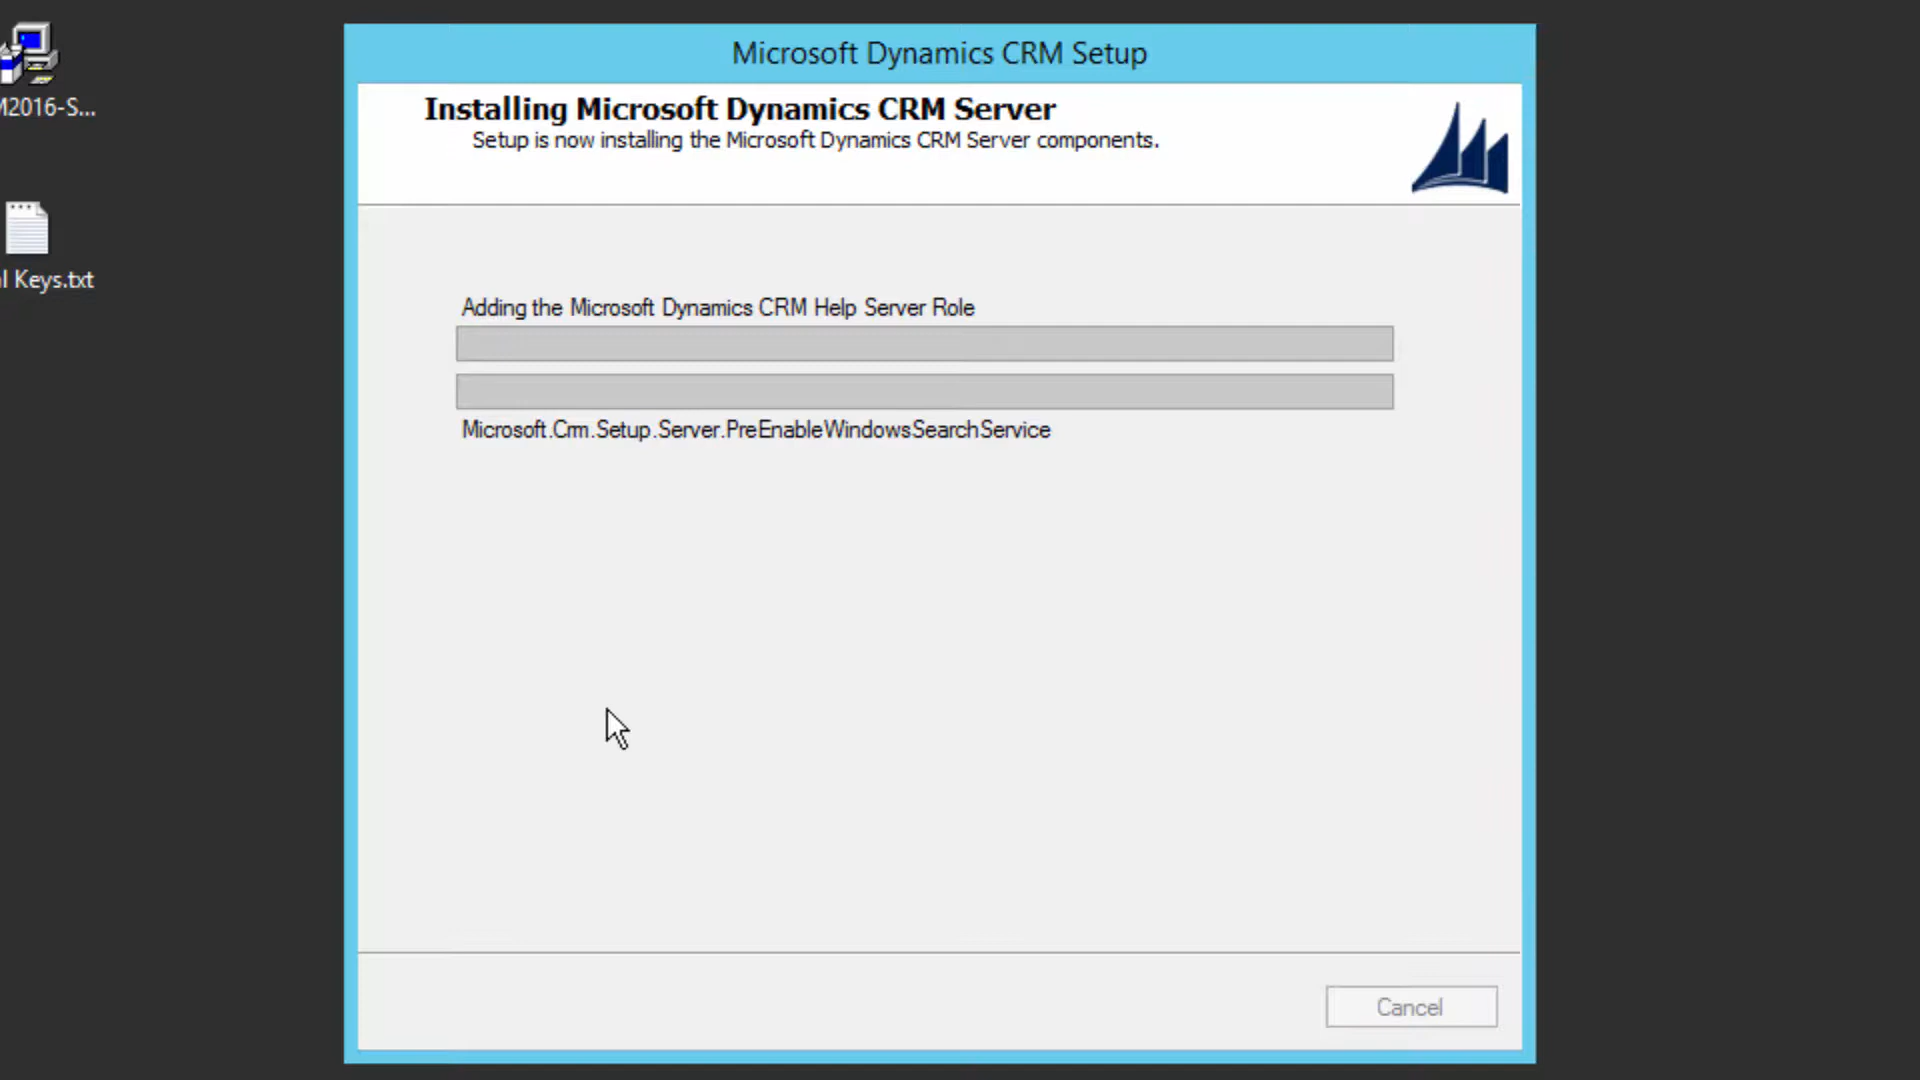 Microsoft Dynamics CRM Setup
Installing Microsoft Dynamics CRM Server
Setup is now installing the Microsoft Dynamics CRM Server components.
M2016-S...
l Keys.txt
Adding the Microsoft Dynamics CRM Help Server Role
Microsoft.Crm.Setup.Server.PreEnableWindowsSearchService
Cancel